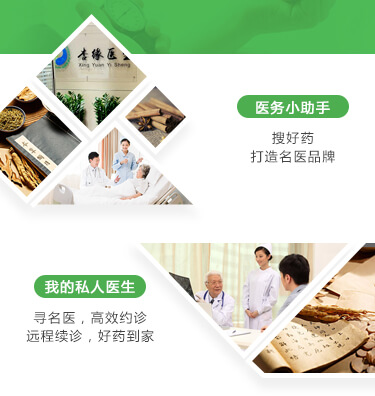 杏缘医生
Xing Yuan Yi Sheng
医务小助手
搜好药
打造名医品牌
我的私人医生
寻名医，高效约诊
远程续诊，好药到家